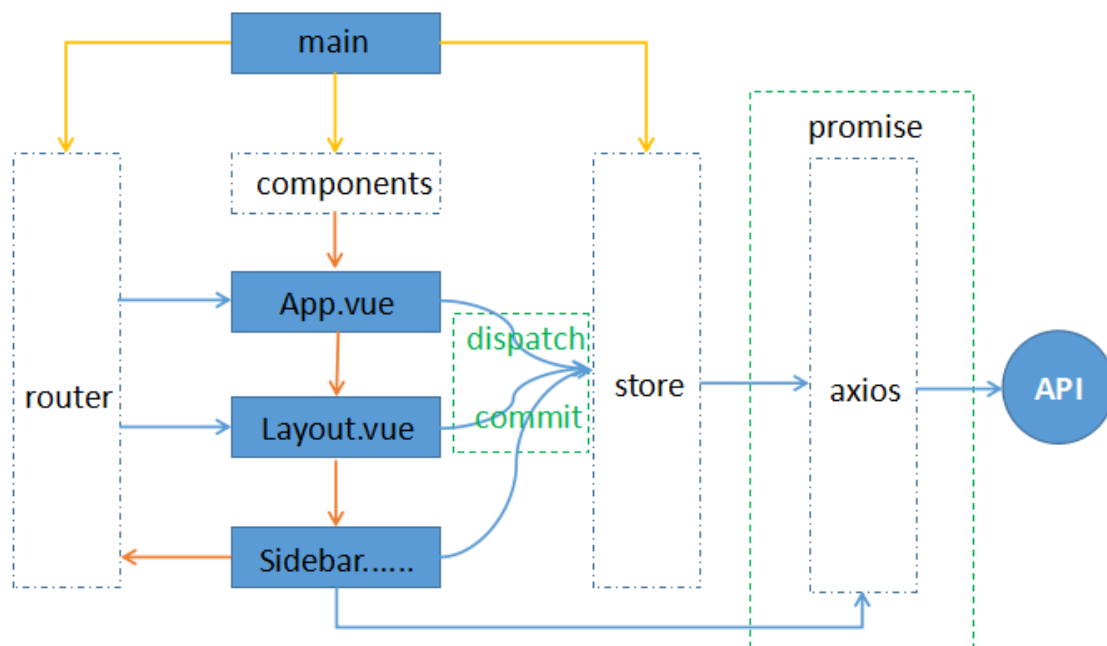 main
promise
components
App.vue
dispatch
router
store
axios
API
Layout.vue
commit
Sidebar......